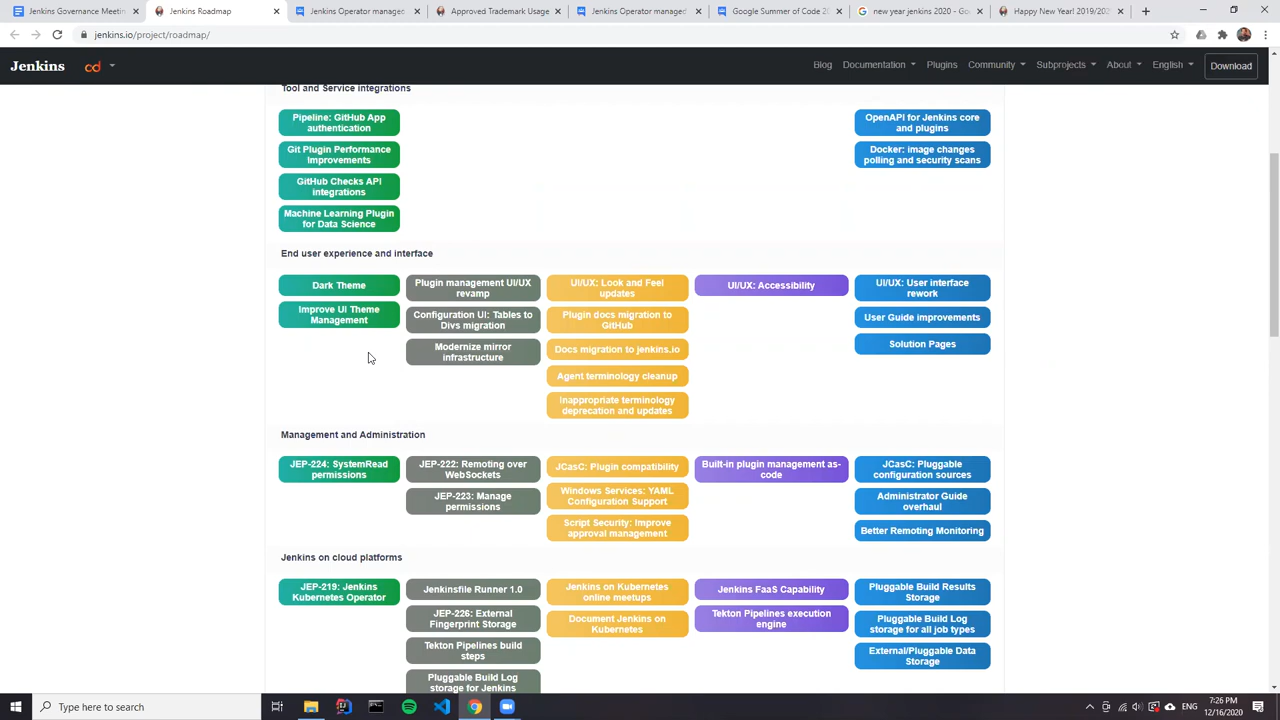 Jenkins Governance Meetin
Jenkins Roadmap
Jenkins Operator manage
Approved Trademark Usages
Jenkins Operator managed
Google Summer of Code 20
new year jenkins 2020 - Go
Happy New Year! 2019/202
jenkins.io/project/roadmap/
Jenkins
cd
Blog
Documentation
Plugins
Community
Subprojects
About
English
Download
Tool and Service integrations
Pipeline: GitHub App
authentication
OpenAPI for Jenkins core
and plugins
Git Plugin Performance
Improvements
Docker: image changes
polling and security scans
GitHub Checks API
integrations
Machine Learning Plugin
for Data Science
End user experience and interface
Dark Theme
Plugin management UI/UX
revamp
UI/UX: Look and Feel
updates
UI/UX: Accessibility
UI/UX: User interface
rework
Improve UI Theme
Management
Configuration UI: Tables to
Divs migration
Plugin docs migration to
GitHub
User Guide improvements
Modernize mirror
infrastructure
Docs migration to jenkins.io
Solution Pages
Agent terminology cleanup
Inappropriate terminology
deprecation and updates
Management and Administration
JEP-224: SystemRead
permissions
JEP-222: Remoting over
WebSockets
JCasC: Plugin compatibility
Built-in plugin management as-
code
JCasC: Pluggable
configuration sources
JEP-223: Manage
permissions
Windows Services: YAML
Configuration Support
Administrator Guide
overhaul
Script Security: Improve
approval management
Better Remoting Monitoring
Jenkins on cloud platforms
JEP-219: Jenkins
Kubernetes Operator
Jenkinsfile Runner 1.0
Jenkins on Kubernetes
online meetups
Jenkins FaaS Capability
Pluggable Build Results
Storage
JEP-226: External
Fingerprint Storage
Document Jenkins on
Kubernetes
Tekton Pipelines execution
engine
Pluggable Build Log
storage for all job types
Tekton Pipelines build
steps
External/Pluggable Data
Storage
Pluggable Build Log
storage for Jenkins
Type here to search
ENG
7:26 PM
12/16/2020